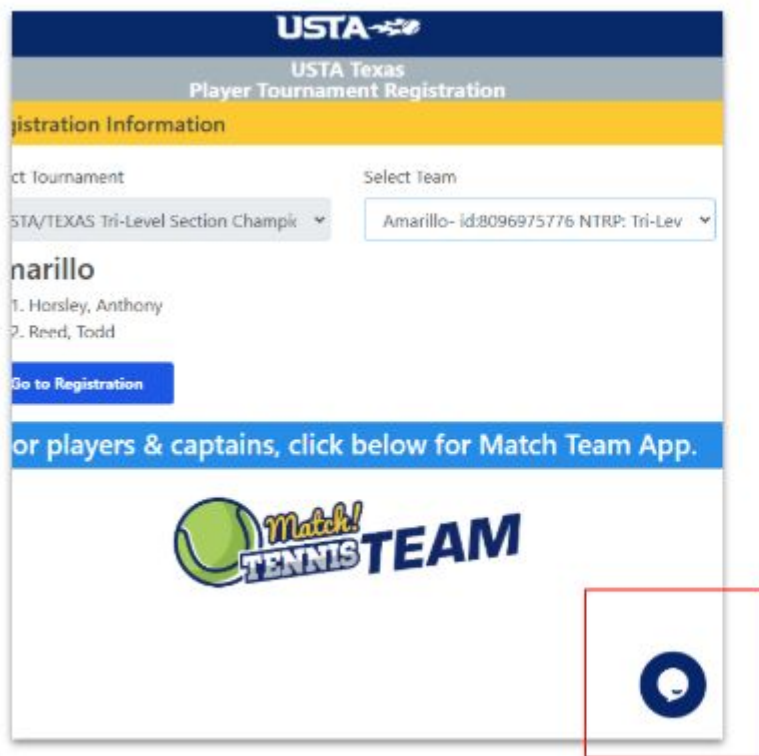 USTA
USTA Texas
Player Tournament Registration
gistration Information
ct Tournament
Select Team
STA/TEXAS Tri-Level Section Champic
Amarillo- id:8096975776 NTRP: Tri-Lev
narillo
1. Horsley, Anthony
2. Reed, Todd
Go to Registration
or players & captains, click below for Match Team App.
Match!
TENNIS TEAM